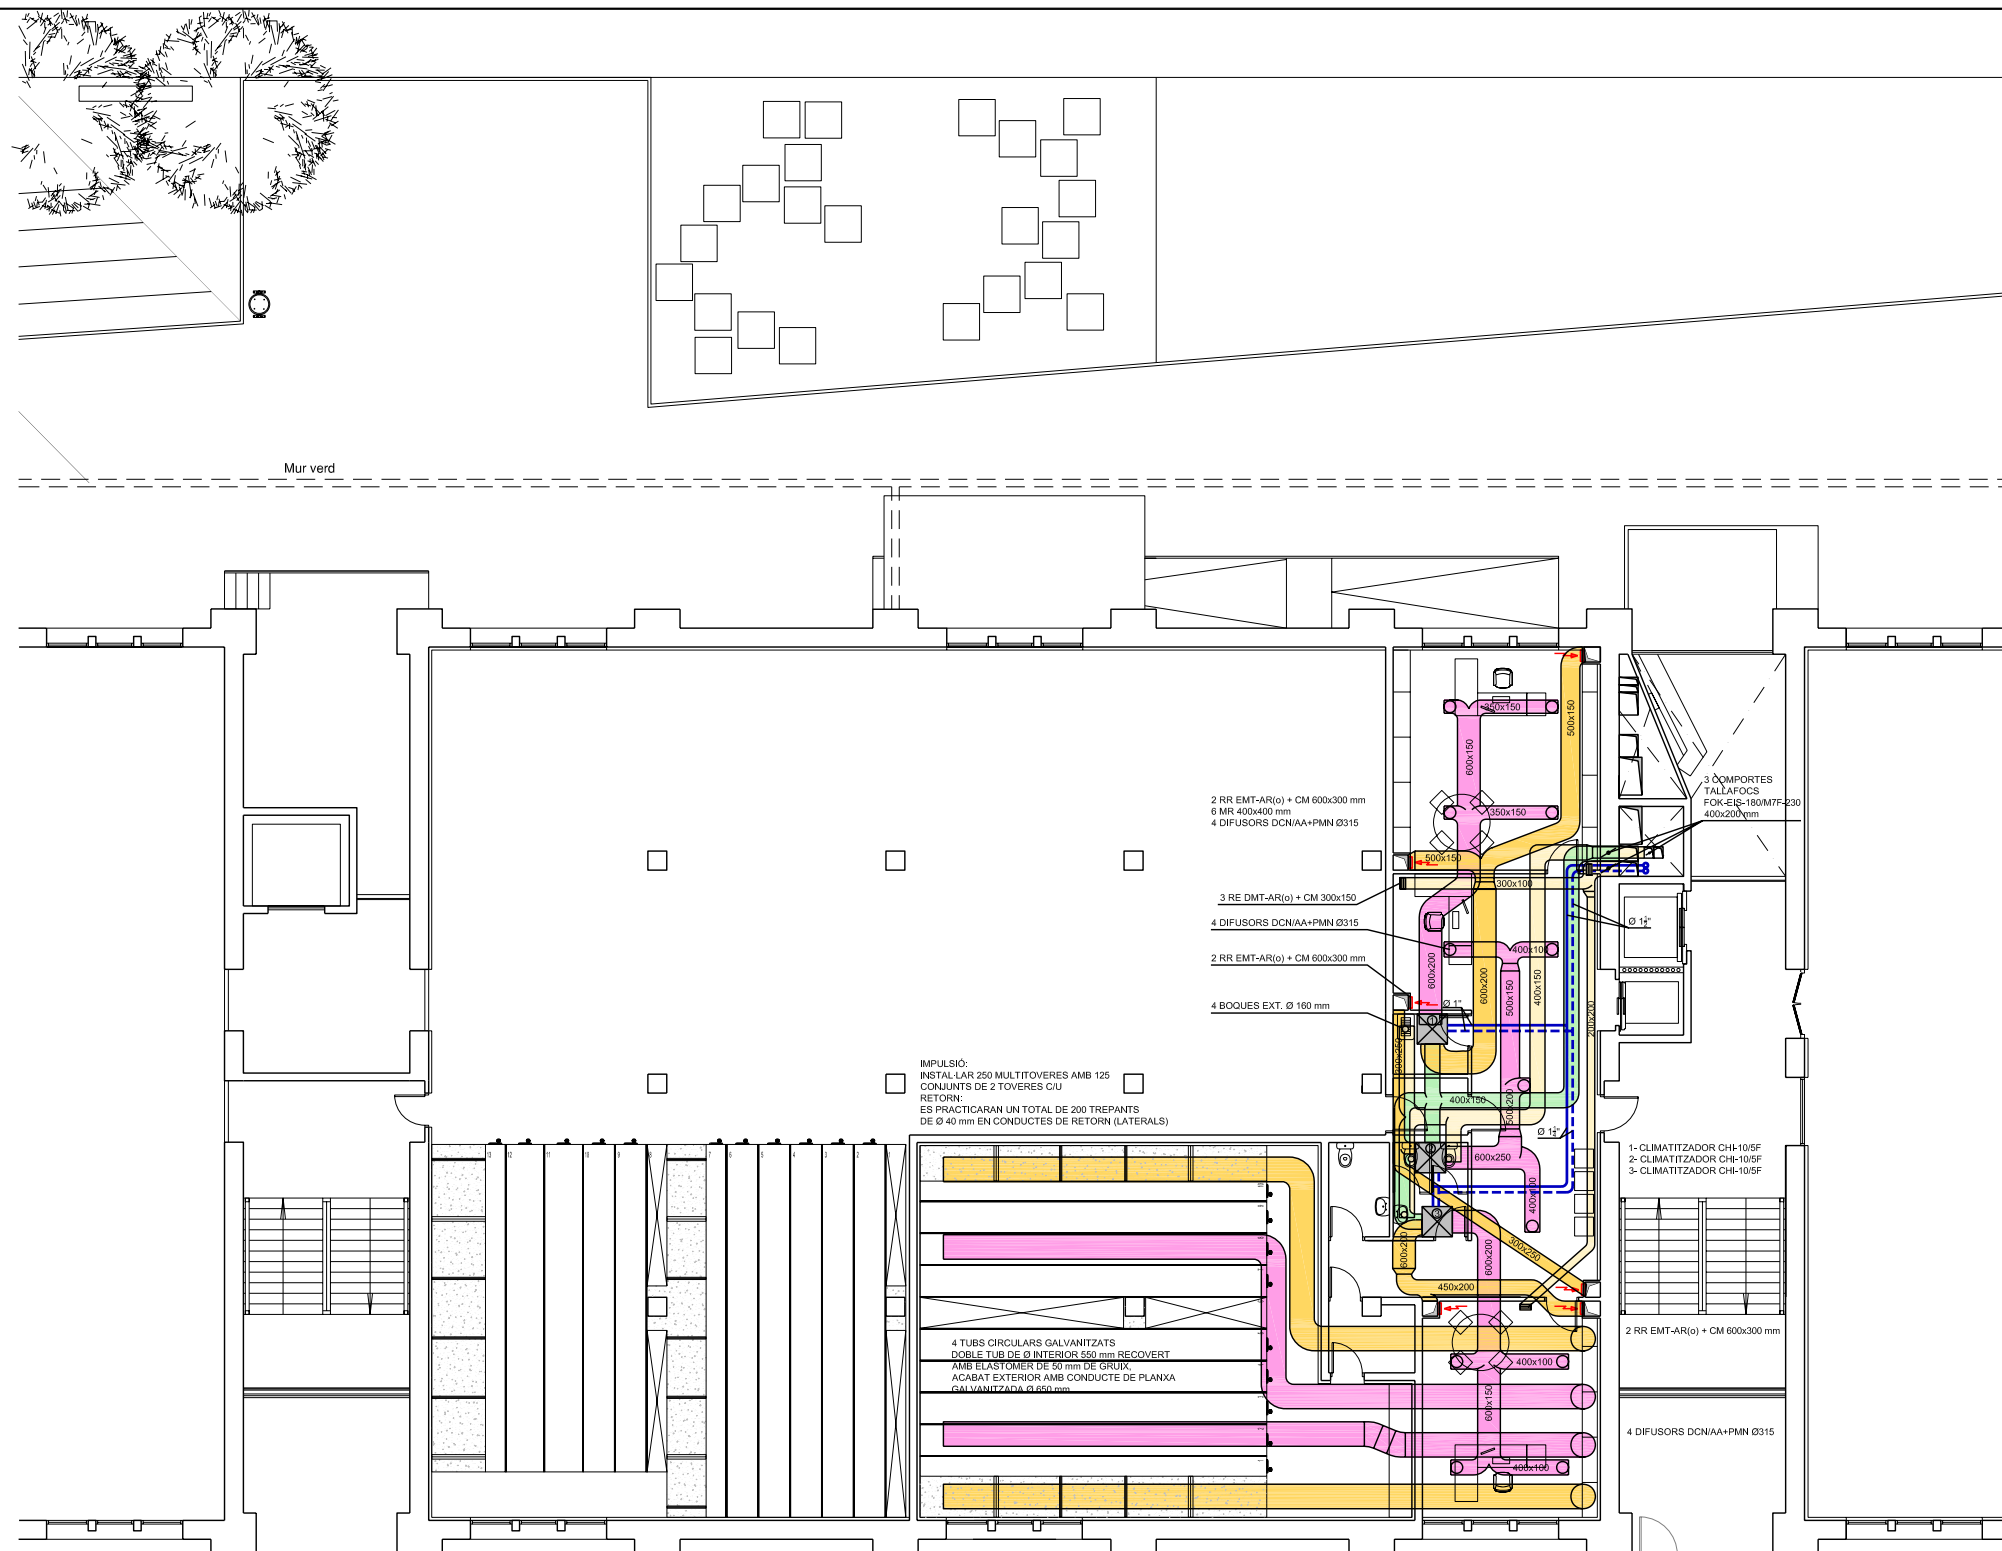 Mur verd
350x150
600x150
500x150
350x150
3 COMPORTES
TALLAFOCS
FOK-EIS-180/M7F-230
400x200 mm
2 RR EMT-AR(o) + CM 600x300 mm
6 MR 400x400 mm
4 DIFUSORS DCN/AA+PMN Ø315
500x150
300x100
3 RE DMT-AR(o) + CM 300x150
4 DIFUSORS DCN/AA+PMN Ø315
400x100
2 RR EMT-AR(o) + CM 600x300 mm
600x200
600x200
500x150
400x150
200x200
4 BOQUES EXT. Ø 160 mm
Ø 1"
Ø 1½"
IMPULSIÓ:
INSTAL·LAR 250 MULTITOVERES AMB 125
CONJUNTS DE 2 TOVERES C/U
RETORN:
ES PRACTICARAN UN TOTAL DE 200 TREPANTS
DE Ø 40 mm EN CONDUCTES DE RETORN (LATERALS)
300x250
400x150
500x200
600x250
400x100
1- CLIMATITZADOR CHI-10/5F
2- CLIMATITZADOR CHI-10/5F
3- CLIMATITZADOR CHI-10/5F
600x200
600x200
300x250
450x200
2 RR EMT-AR(o) + CM 600x300 mm
4 TUBS CIRCULARS GALVANITZATS
DOBLE TUB DE Ø INTERIOR 550 mm RECOVERT
AMB ELASTOMER DE 50 mm DE GRUIX,
ACABAT EXTERIOR AMB CONDUCTE DE PLANXA
GALVANITZADA Ø 650 mm
400x100
600x150
4 DIFUSORS DCN/AA+PMN Ø315
400x100